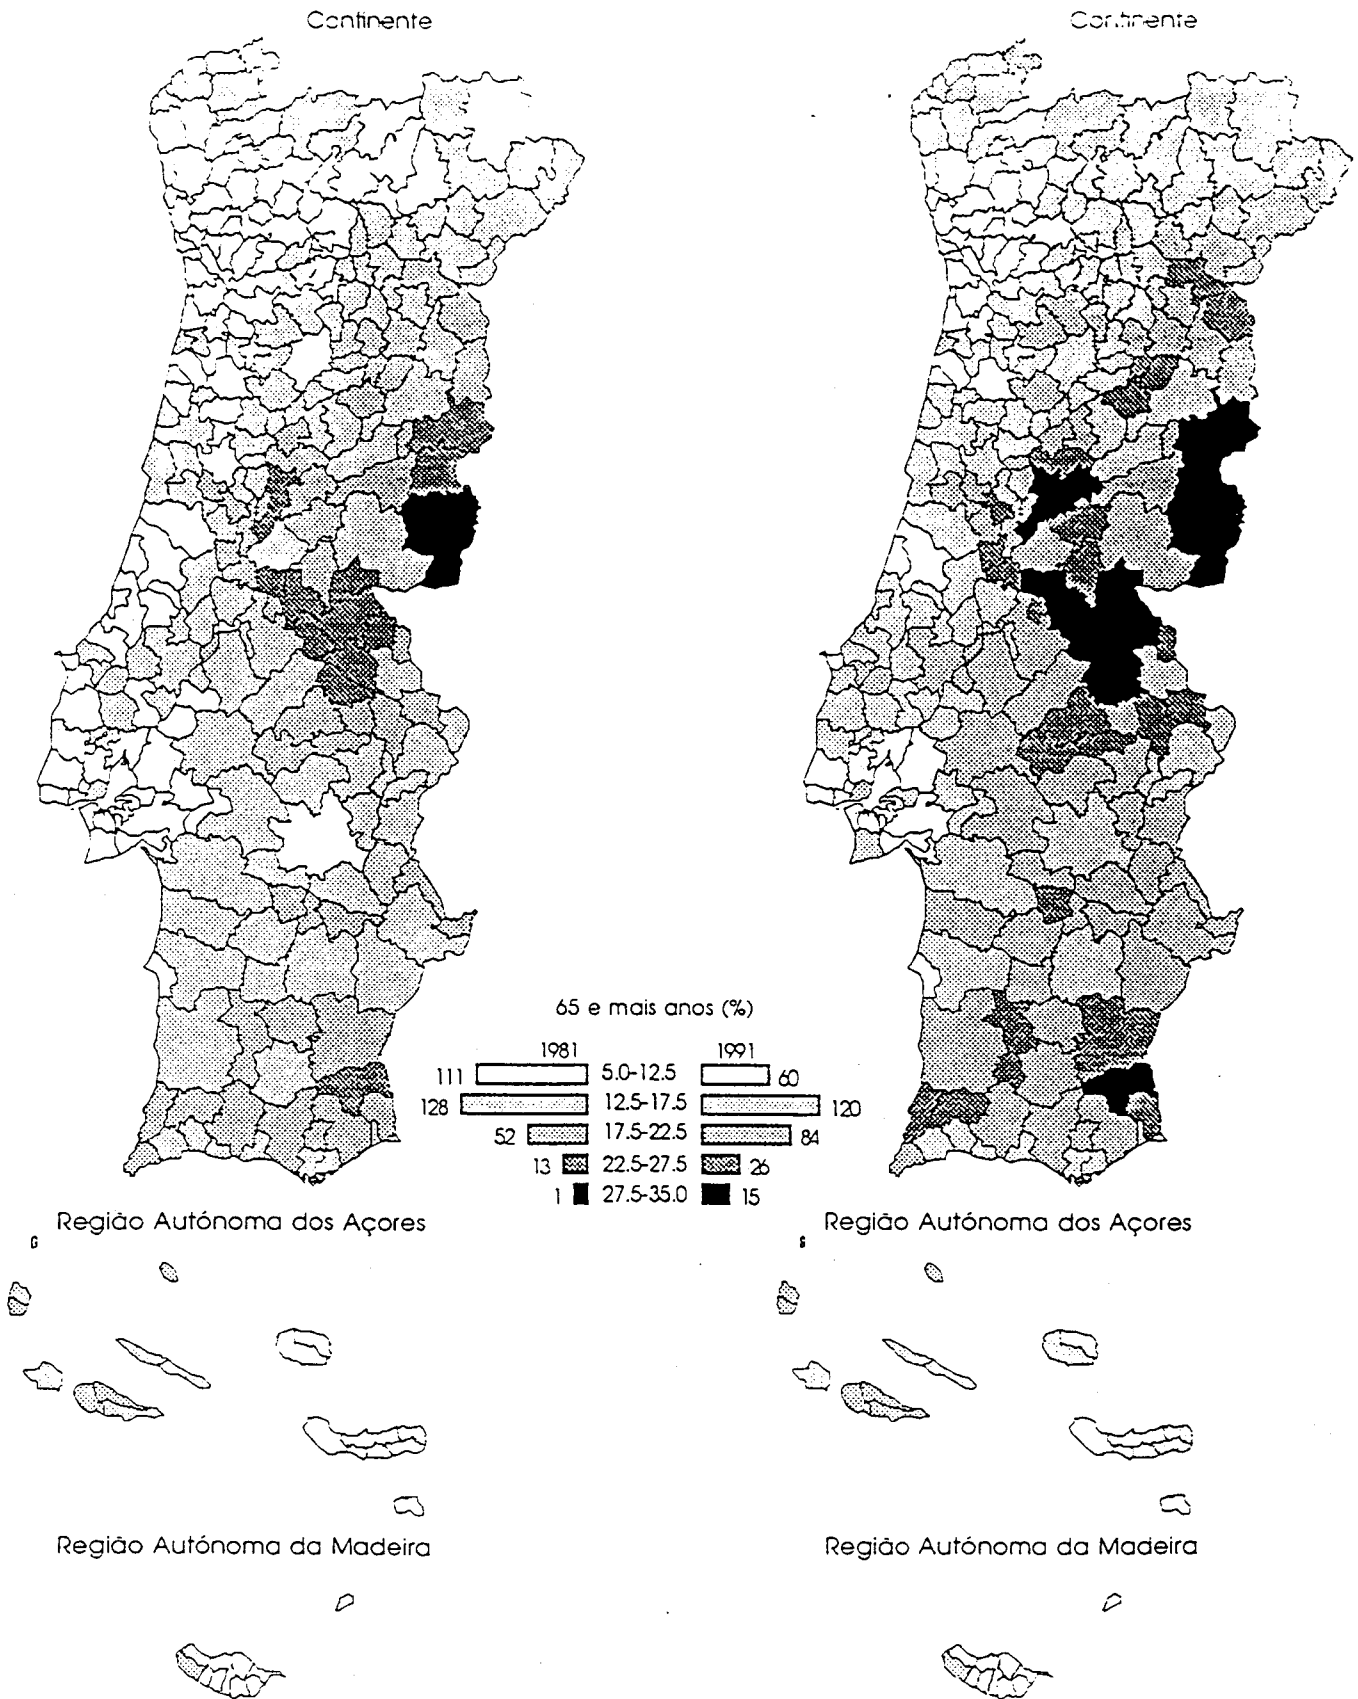 Continente
Continente
65 e mais anos (%)
1981 1991
111 5.0-12.5 60
128 12.5-17.5 120
52 17.5-22.5 84
13 22.5-27.5 26
1 27.5-35.0 15
Região Autónoma dos Açores
Região Autónoma dos Açores
Região Autónoma da Madeira
Região Autónoma da Madeira